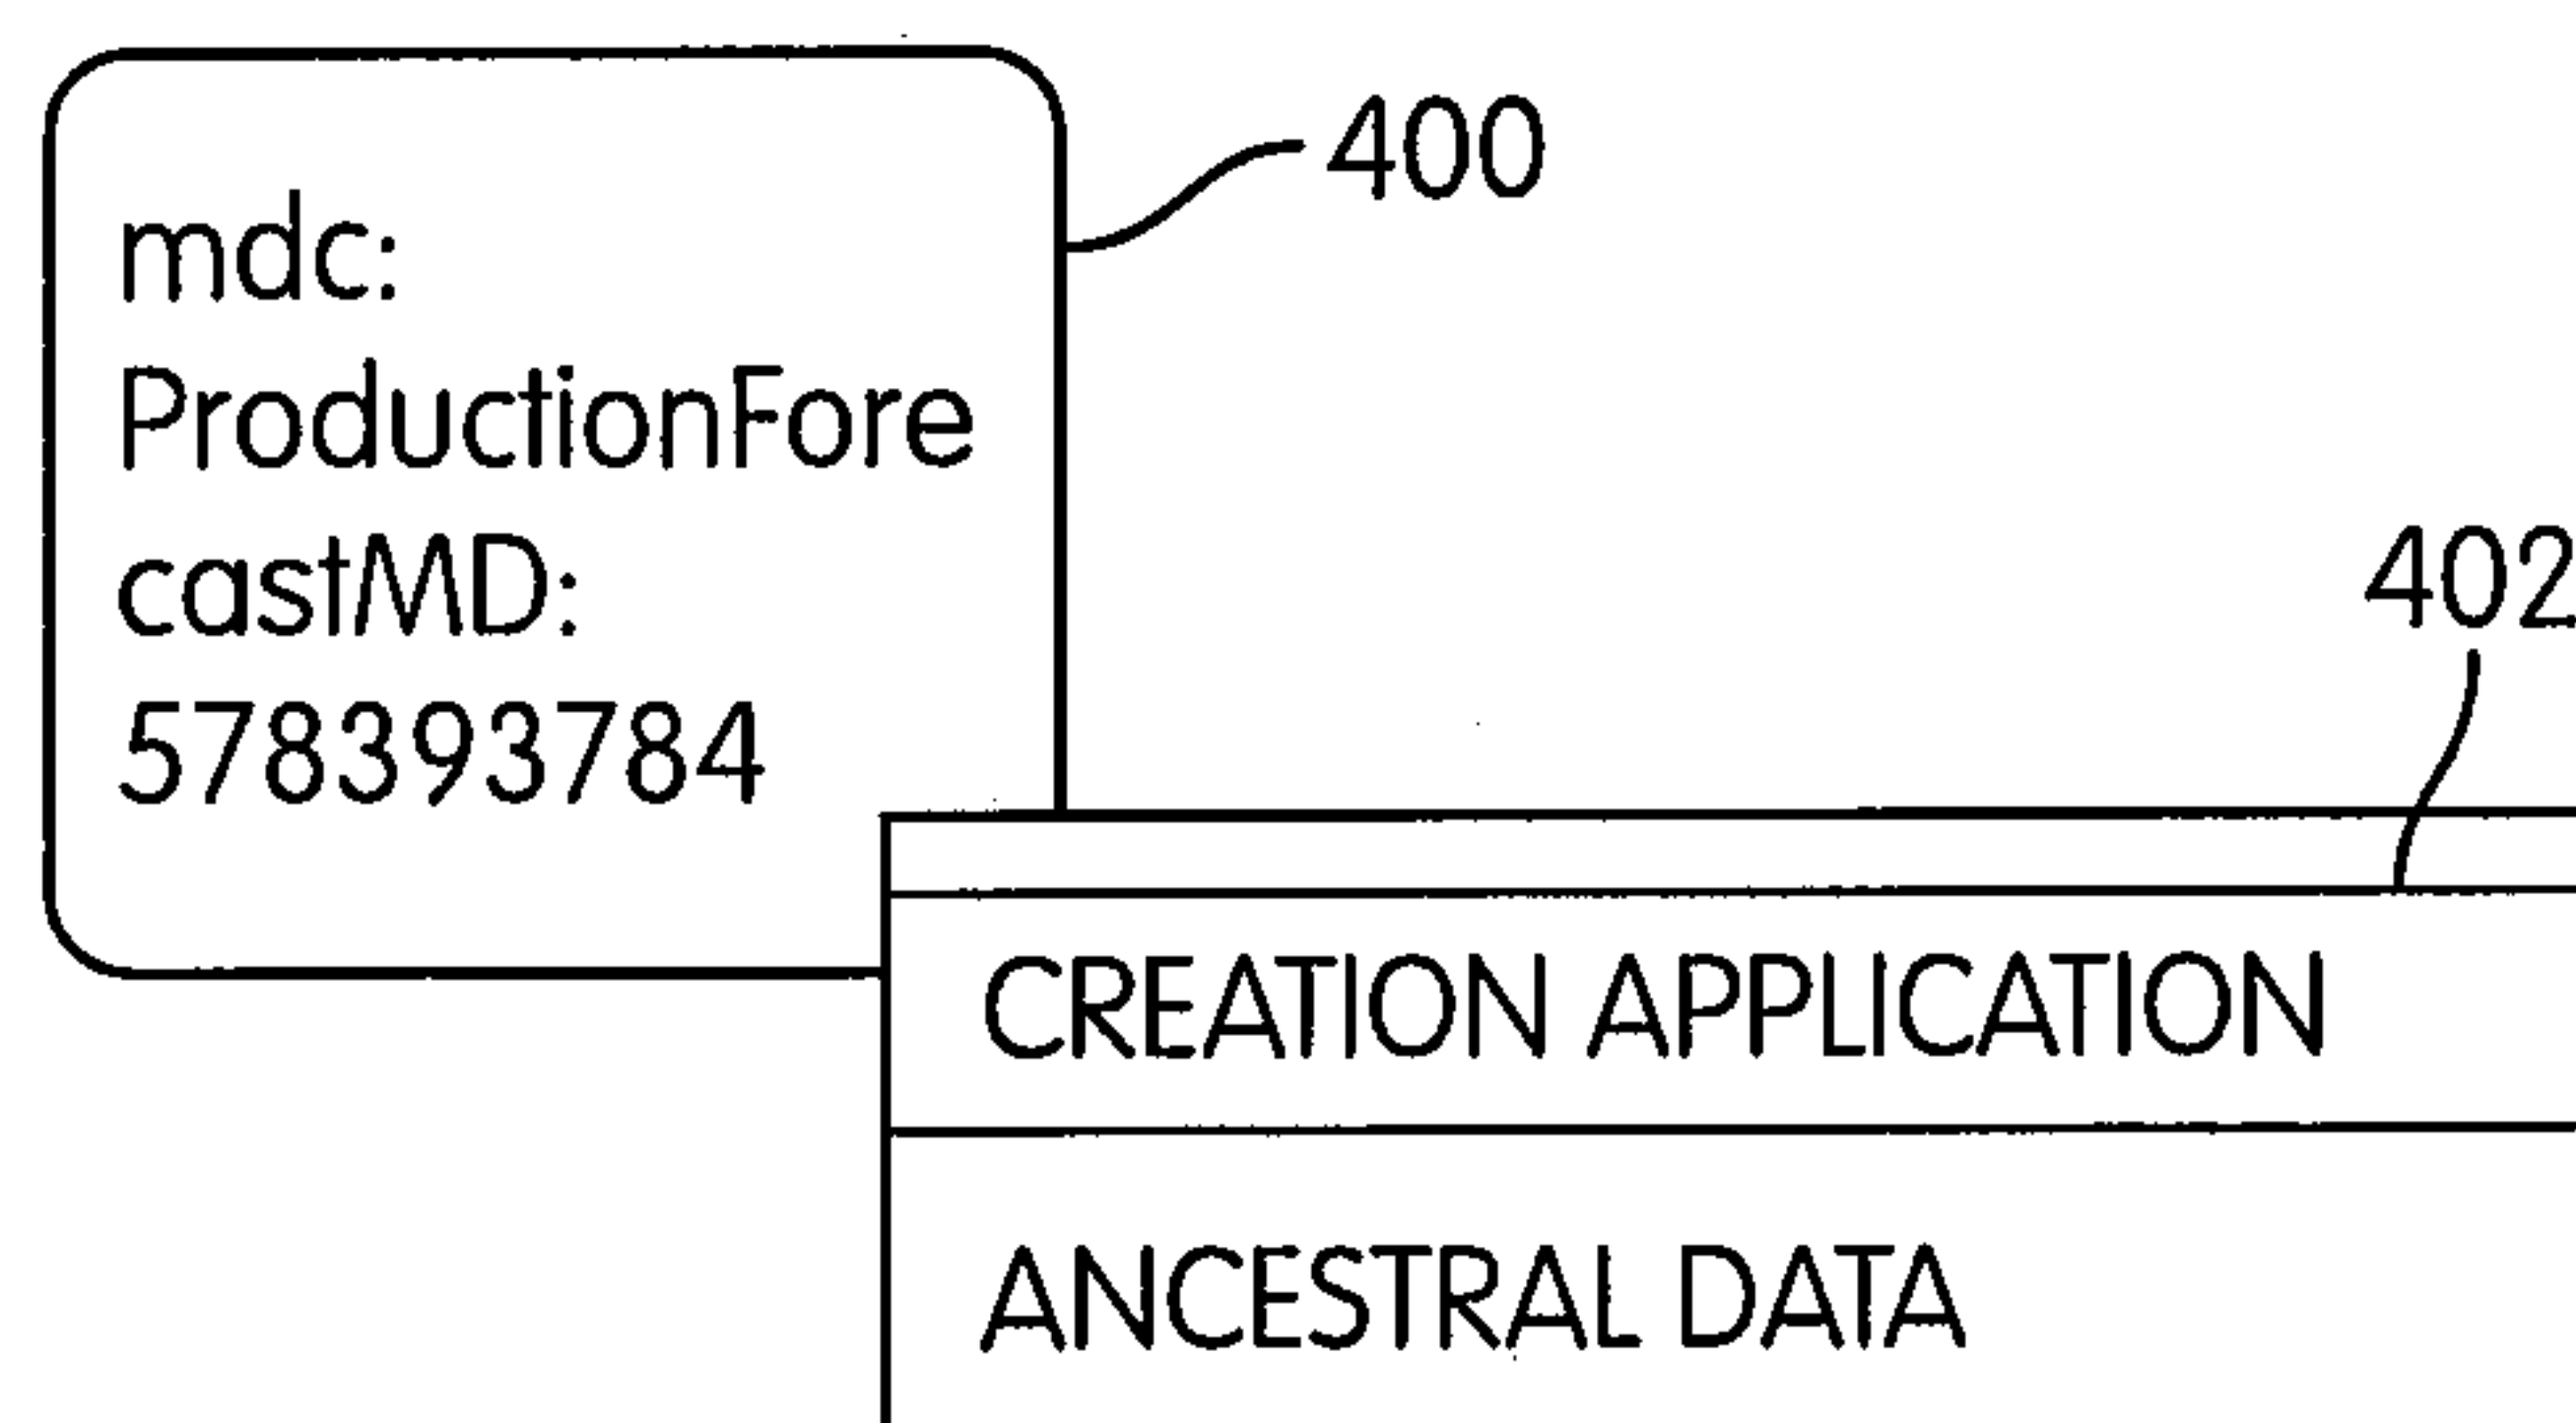 400
mdc:
ProductionFore
castMD:
578393784
402
CREATION APPLICATION
ANCESTRAL DATA